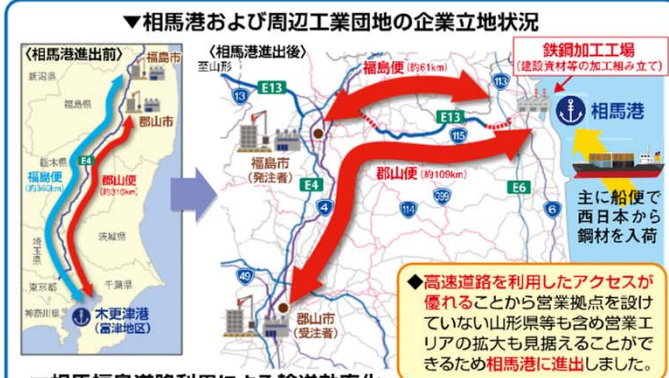 ▼相馬港および周辺工業団地の企業立地状況
〈相馬港進出前〉
新潟県
福島市
福島県
郡山市
栃木県
E4
福島便
(約360km)
郡山便
(約310km)
茨城県
埼玉県
東京都
千葉県
神奈川県
木更津港
(富津地区)
〈相馬港進出後〉
至山形
13
E13
福島便(約61km)
113
鉄鋼加工工場
(建設資材等の加工組み立て)
相馬港
E13
115
福島市
(発注者)
E4
4
郡山便(約109km)
399
114
E6
6
主に船便で
西日本から
鋼材を入荷
49
郡山市
(受注者)
◆高速道路を利用したアクセスが
優れることから営業拠点を設け
ていない山形県等も含め営業エ
リアの拡大も見据えることがで
きるため相馬港に進出しました。